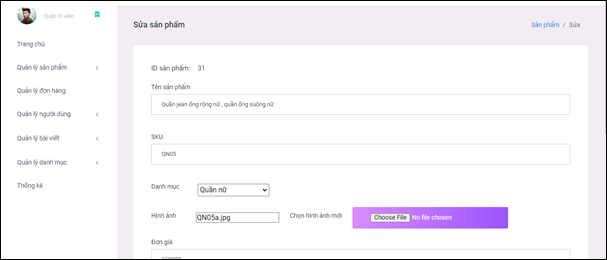 Quản trị viên
Sửa sản phẩm
Sản phẩm / Sửa
Trang chủ
Quản lý sản phẩm
Quản lý đơn hàng
Quản lý người dùng
Quản lý bài viết
Quản lý danh mục
Thống kê
ID sản phẩm: 31
Tên sản phẩm
Quần jean ống rộng nữ , quần ống suông nữ
SKU
QN05
Danh mục Quần nữ
Hình ảnh QN05a.jpg Chọn hình ảnh mới Choose File No file chosen
Đơn giá